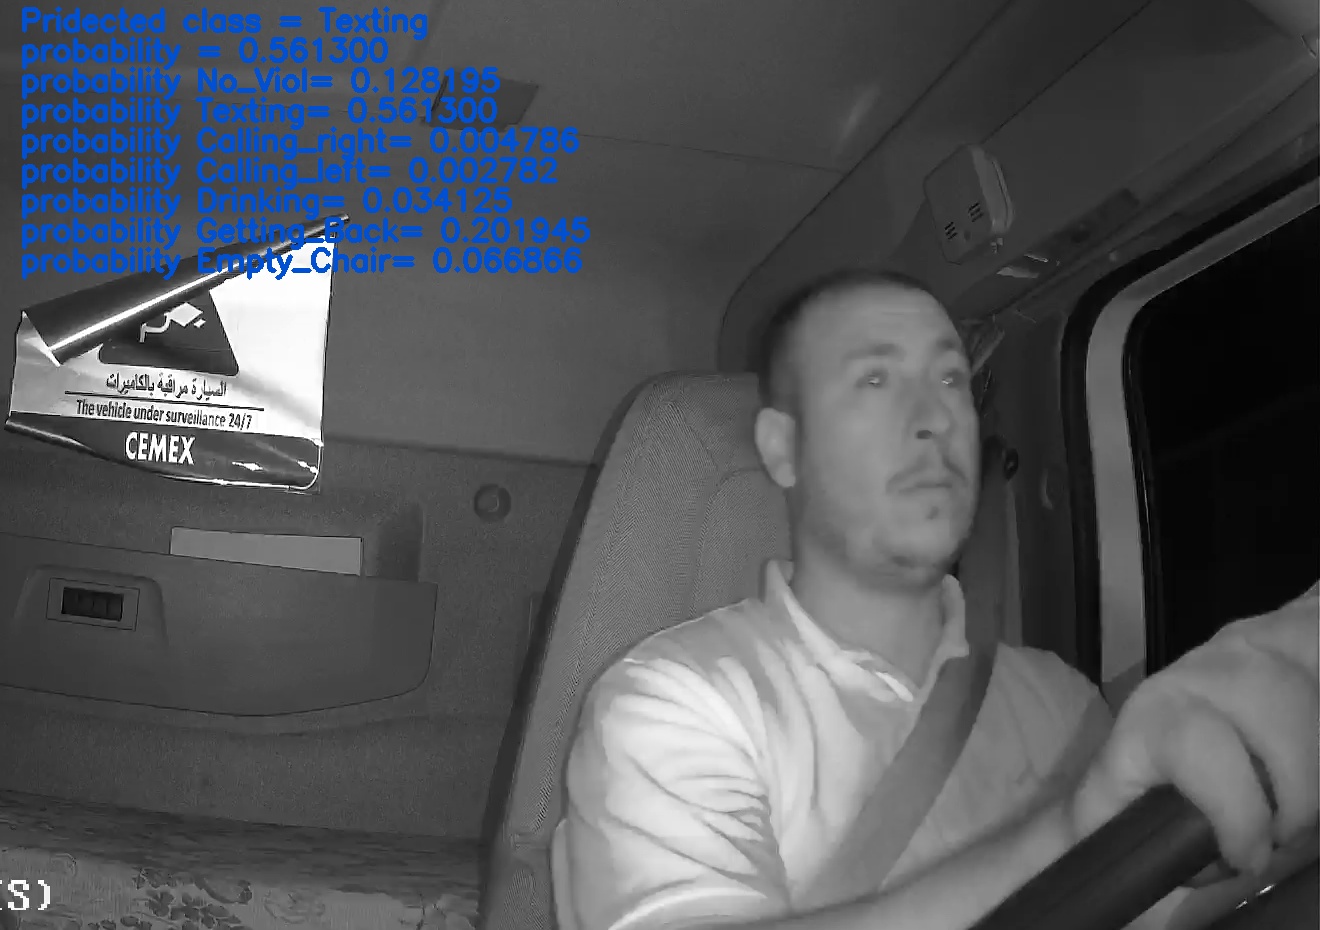 Pridected class = Texting
probability = 0.561300
probability No_Viol= 0.128195
probability Texting= 0.561300
probability Calling_right= 0.004786
probability Calling_left= 0.002782
probability Drinking= 0.034125
probability Getting_Back= 0.201945
probability Empty_Chair= 0.066866
السيارة مراقبة بالكاميرات
The vehicle under surveillance 24/7
CEMEX
(S)